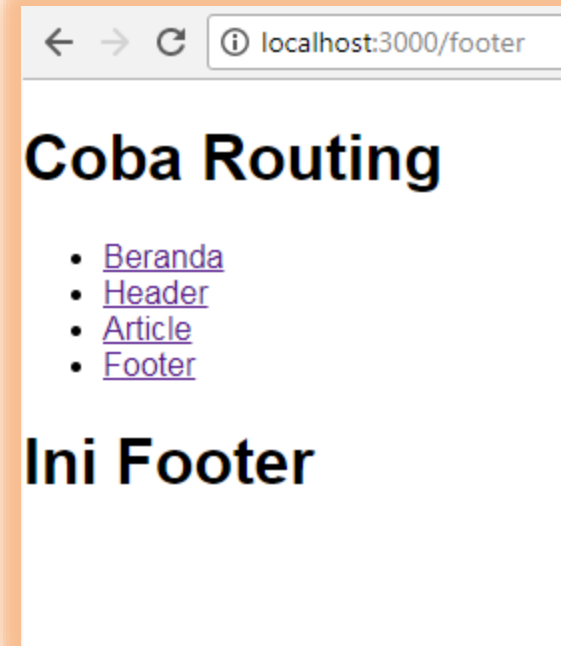 localhost:3000/footer
Coba Routing
Beranda
Header
Article
Footer
Ini Footer